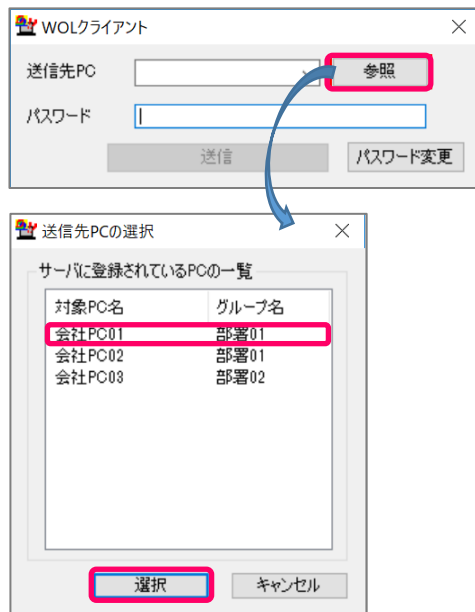 WOLクライアント
送信先PC
参照
パスワード
送信
パスワード変更
送信先PCの選択
サーバに登録されているPCの一覧
対象PC名 グループ名
会社PC01 部署01
会社PC02 部署01
会社PC03 部署02
選択
キャンセル